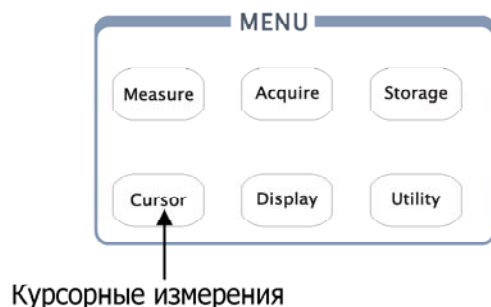 MENU
Measure Acquire Storage
Cursor Display Utility
Курсорные измерения